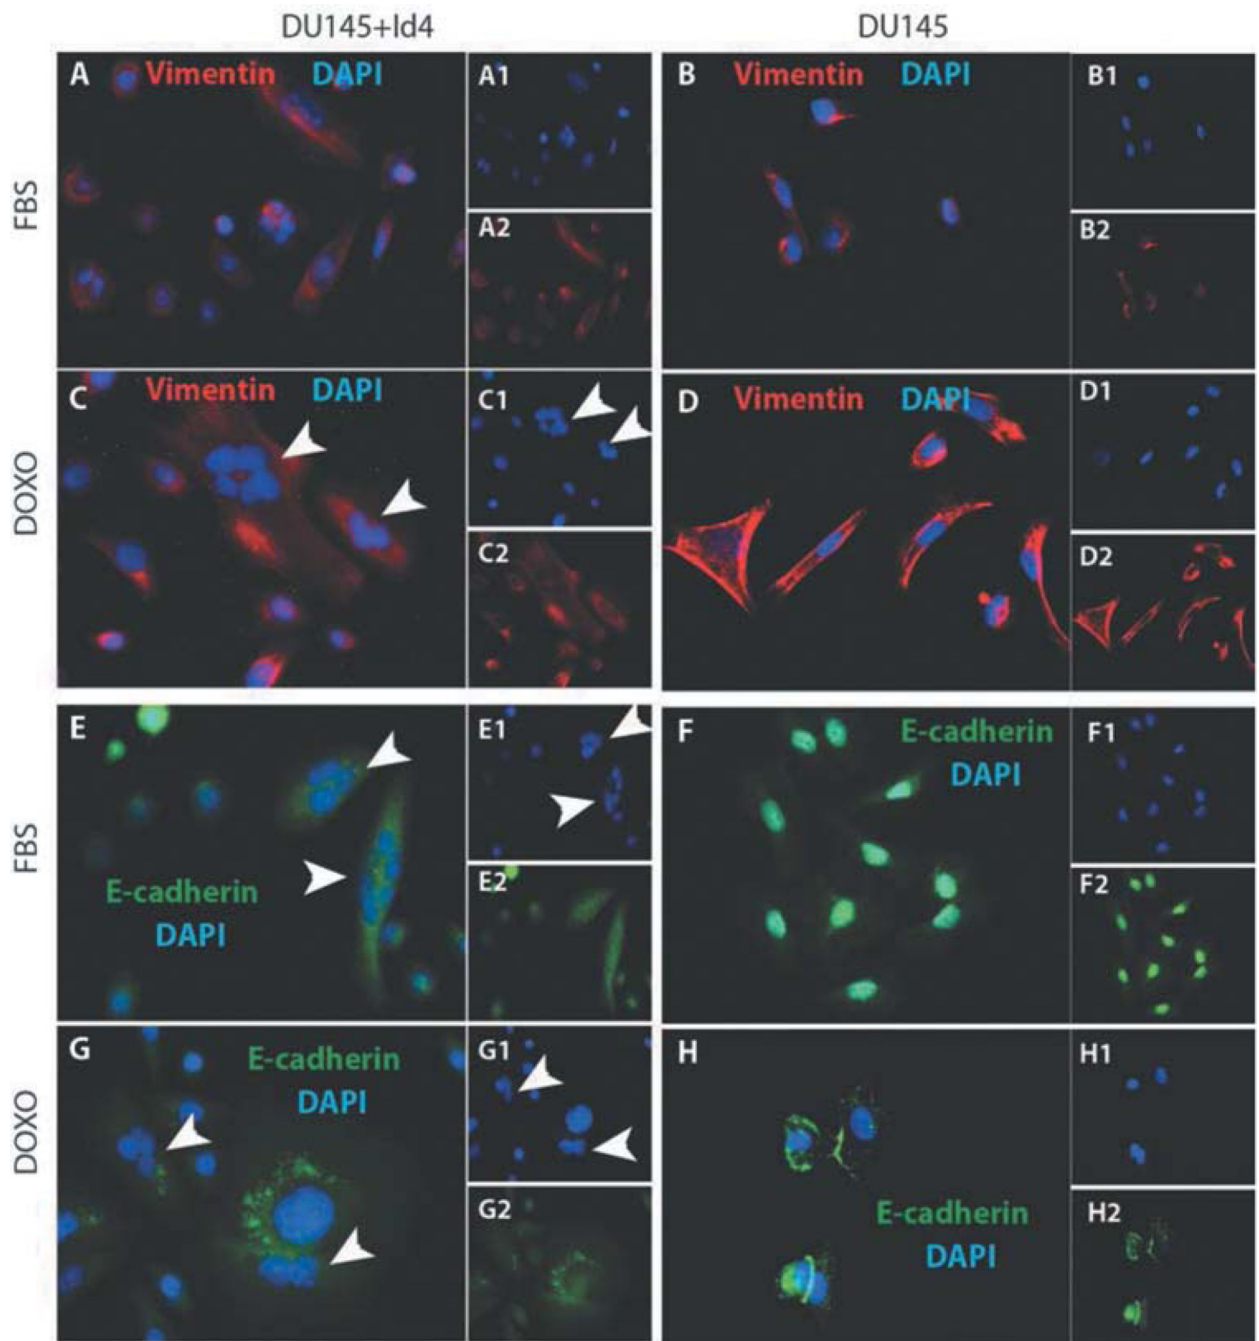 DU145+Id4
DU145
FBS
A
Vimentin DAPI
A1
A2
B
Vimentin DAPI
B1
B2
DOXO
C
Vimentin DAPI
C1
C2
D
Vimentin DAPI
D1
D2
FBS
E
E-cadherin
DAPI
E1
E2
F
E-cadherin
DAPI
F1
F2
DOXO
G
E-cadherin
DAPI
G1
G2
H
E-cadherin
DAPI
H1
H2